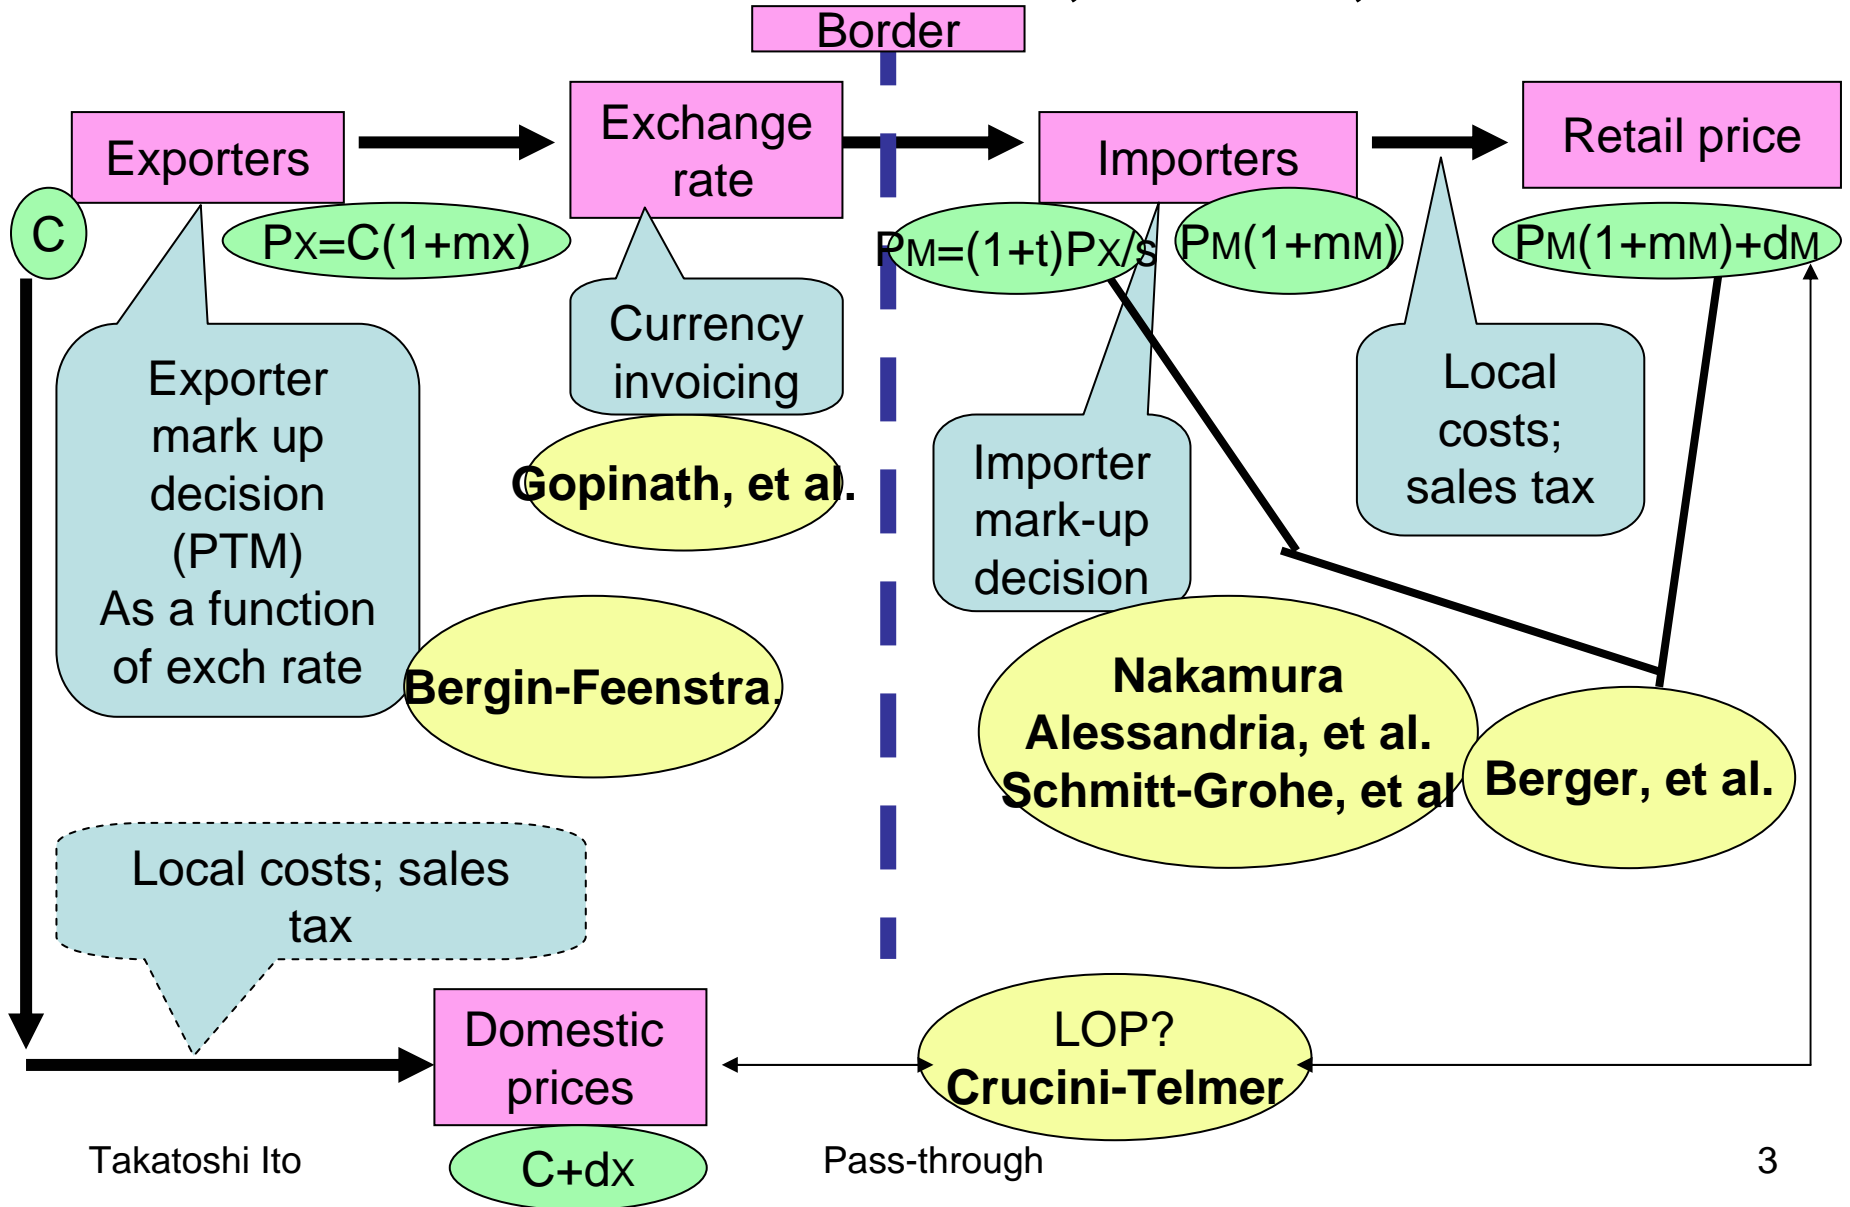 Border
Exporters
Exchange
rate
Importers
Retail price
C
PX=C(1+mx)
PM=(1+t)PX/s
PM(1+mM)
PM(1+mM)+dM
Exporter
mark up
decision
(PTM)
As a function
of exch rate
Currency
invoicing
Gopinath, et al.
Importer
mark-up
decision
Local
costs;
sales tax
Bergin-Feenstra.
Nakamura
Alessandria, et al.
Schmitt-Grohe, et al
Berger, et al.
Local costs; sales
tax
Domestic
prices
LOP?
Crucini-Telmer
C+dX
Takatoshi Ito
Pass-through
3